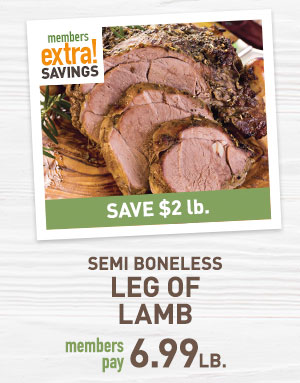 members
extra!
SAVINGS
SAVE $2 lb.
SEMI BONELESS
LEG OF
LAMB
members
pay 6.99LB.